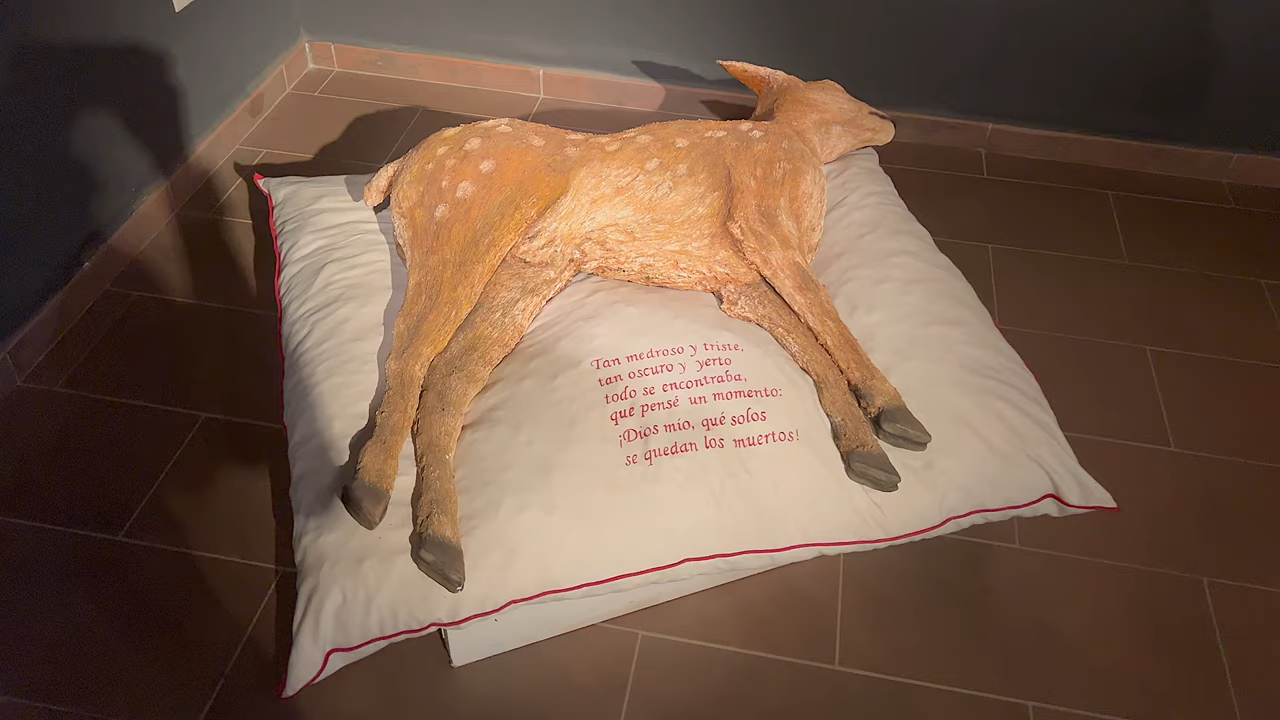 Tan medroso y triste,
tan oscuro y yerto
todo se encontraba,
que pensé un momento:
¡Dios mío, qué solos
se quedan los muertos!